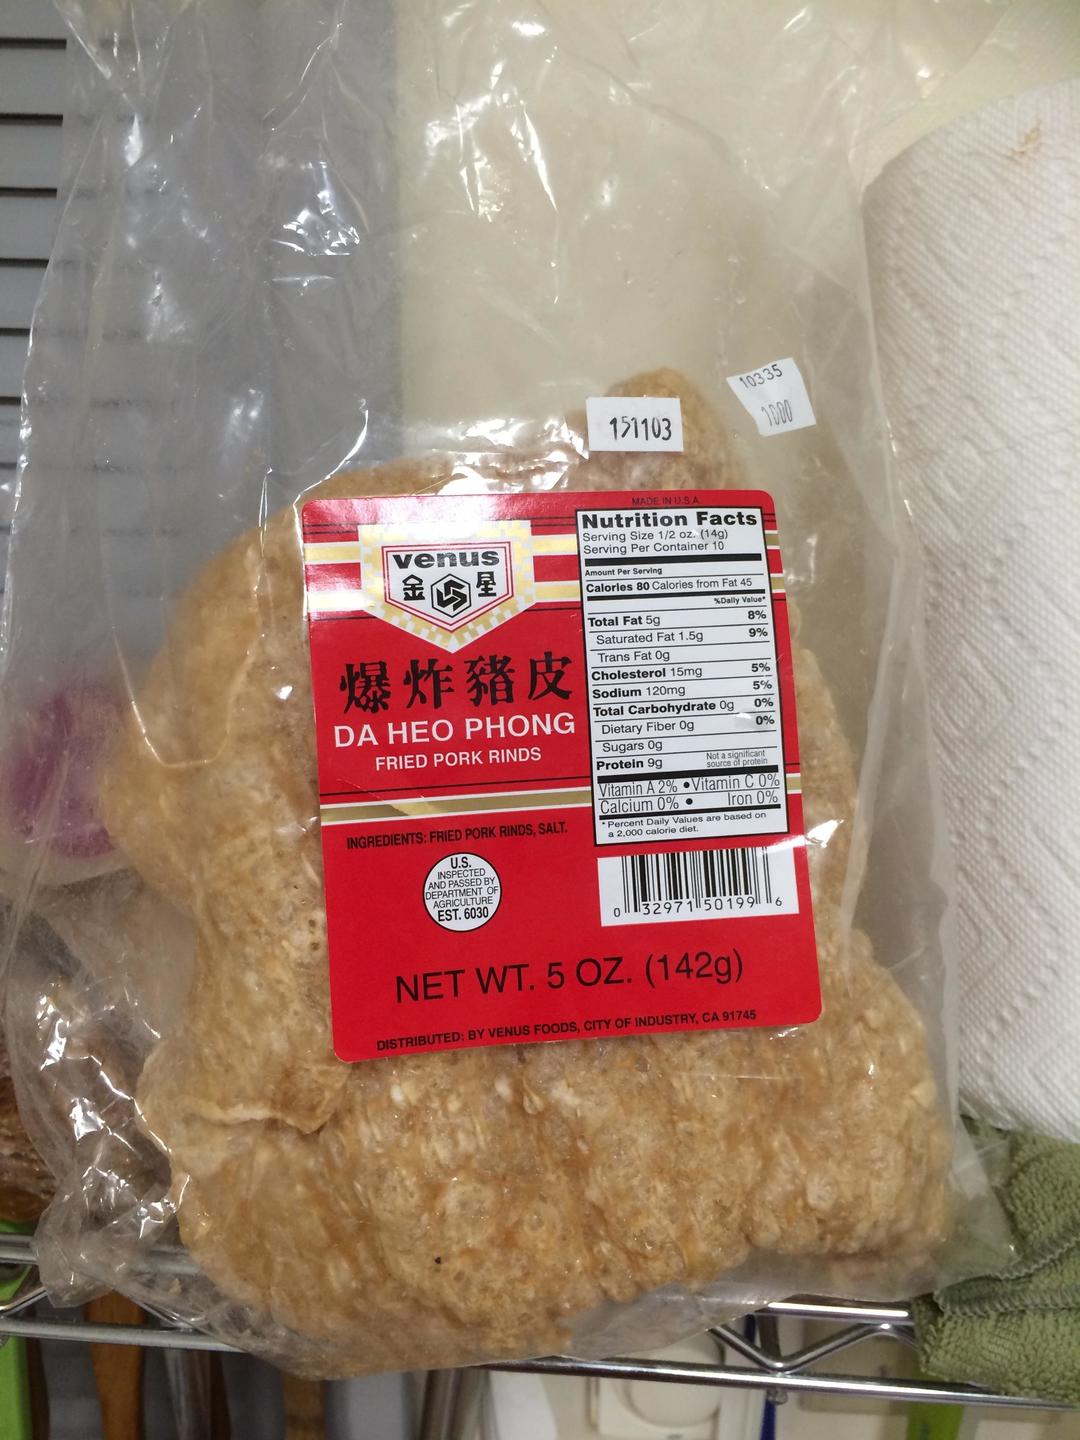 10335
1000
151103
MADE IN U.S.A.
venus
金 星
爆炸豬皮
DA HEO PHONG
FRIED PORK RINDS
Nutrition Facts
Serving Size 1/2 oz. (14g)
Serving Per Container 10
Amount Per Serving
Calories 80 Calories from Fat 45
%Daily Value*
Total Fat 5g 8%
Saturated Fat 1.5g 9%
Trans Fat 0g
Cholesterol 15mg 5%
Sodium 120mg 5%
Total Carbohydrate 0g 0%
Dietary Fiber 0g 0%
Sugars 0g
Protein 9g Not a significant
source of protein
Vitamin A 2% • Vitamin C 0%
Calcium 0% • Iron 0%
* Percent Daily Values are based on
a 2,000 calorie diet.
INGREDIENTS: FRIED PORK RINDS, SALT.
U.S.
INSPECTED
AND PASSED BY
DEPARTMENT OF
AGRICULTURE
EST. 6030
0 32971 50199 6
NET WT. 5 OZ. (142g)
DISTRIBUTED: BY VENUS FOODS, CITY OF INDUSTRY, CA 91745